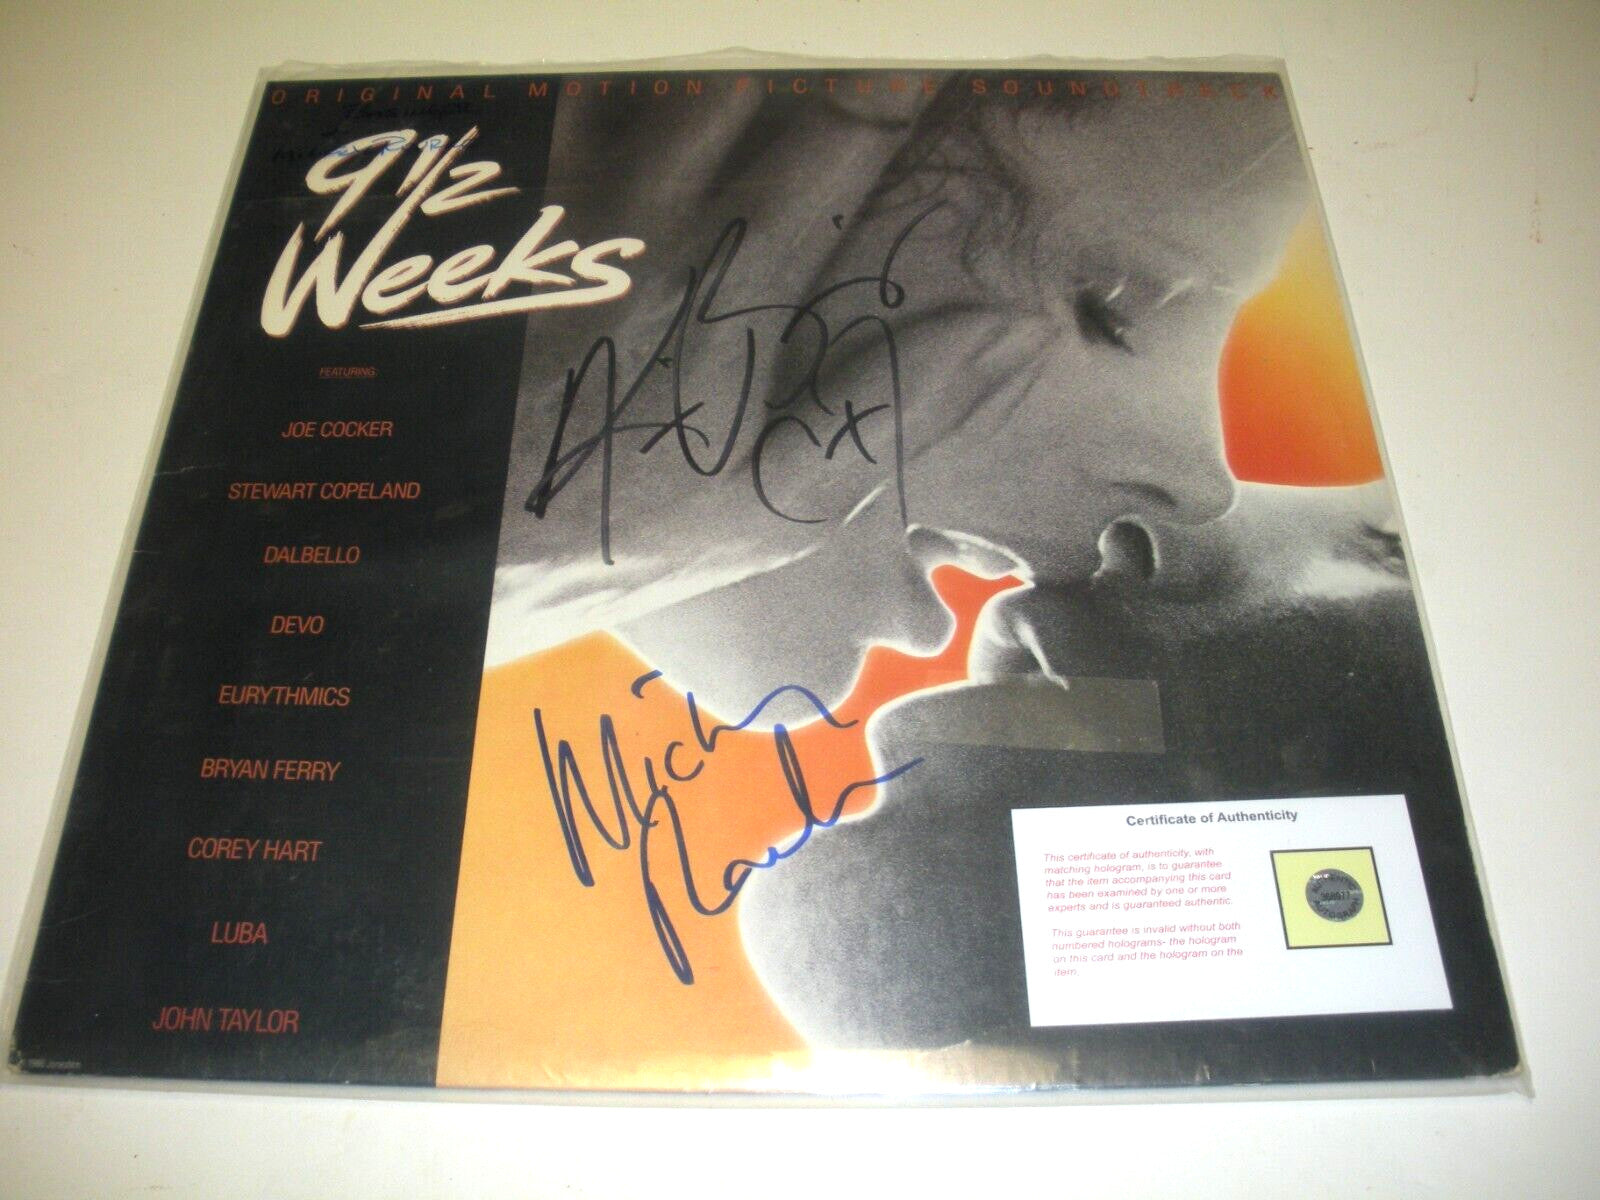 ORIGINAL MOTION PICTURE SOUNDTRACK
9 1/2
Weeks
FEATURING:
JOE COCKER
STEWART COPELAND
DALBELLO
DEVO
EURYTHMICS
BRYAN FERRY
COREY HART
LUBA
JOHN TAYLOR
Certificate of Authenticity
This certificate of authenticity, with
matching hologram, is to guarantee
that the item accompanying this card
has been examined by one or more
experts and is guaranteed authentic.
This guarantee is invalid without both
numbered holograms- the hologram
on this card and the hologram on the
item.